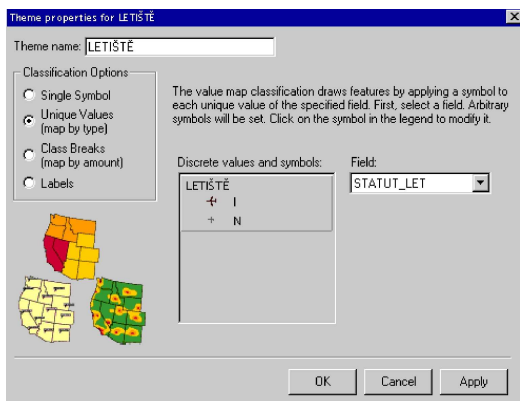 Theme properties for LETIŠTĚ
Theme name: LETIŠTĚ
Classification Options
Single Symbol
Unique Values
(map by type)
Class Breaks
(map by amount)
Labels
The value map classification draws features by applying a symbol to
each unique value of the specified field. First, select a field. Arbitrary
symbols will be set. Click on the symbol in the legend to modify it.
Discrete values and symbols:
LETIŠTĚ
I
N
Field:
STATUT_LET
OK
Cancel
Apply